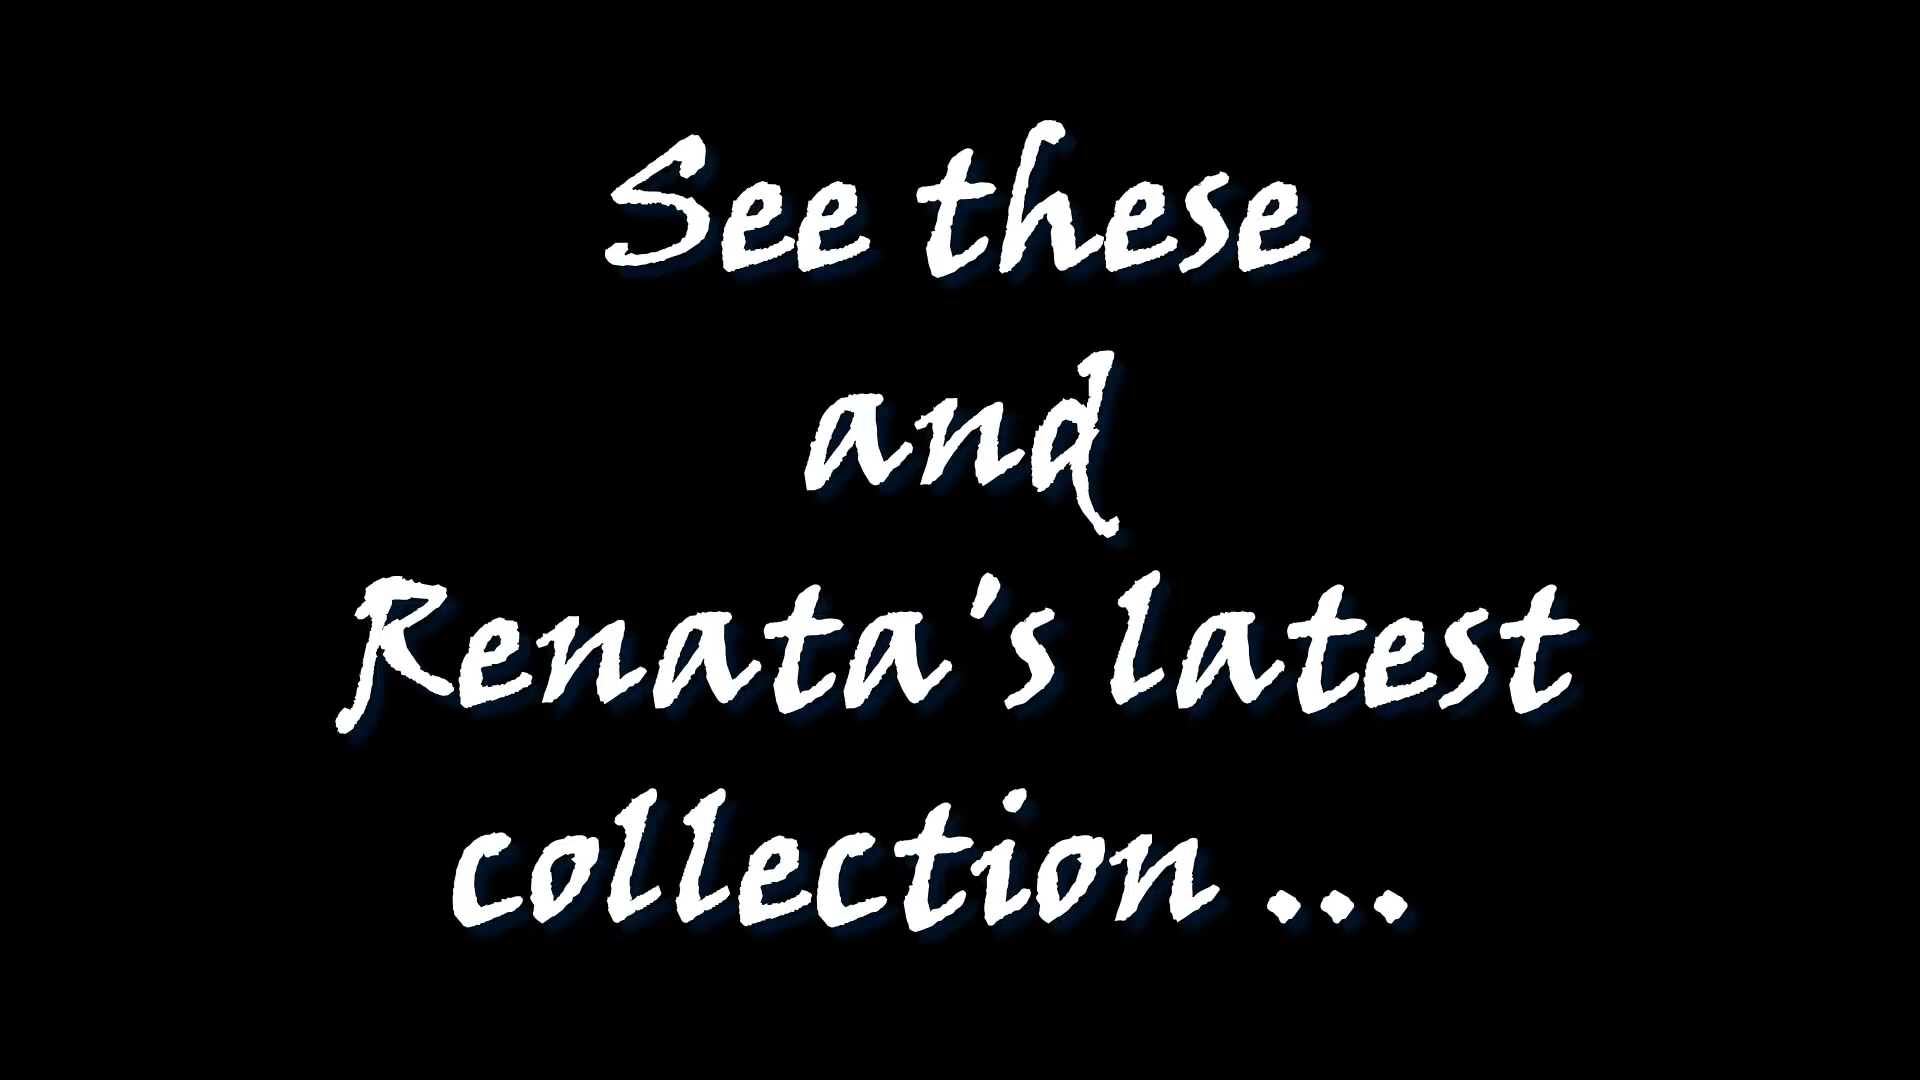 See these
and
Renata's latest
collection ...